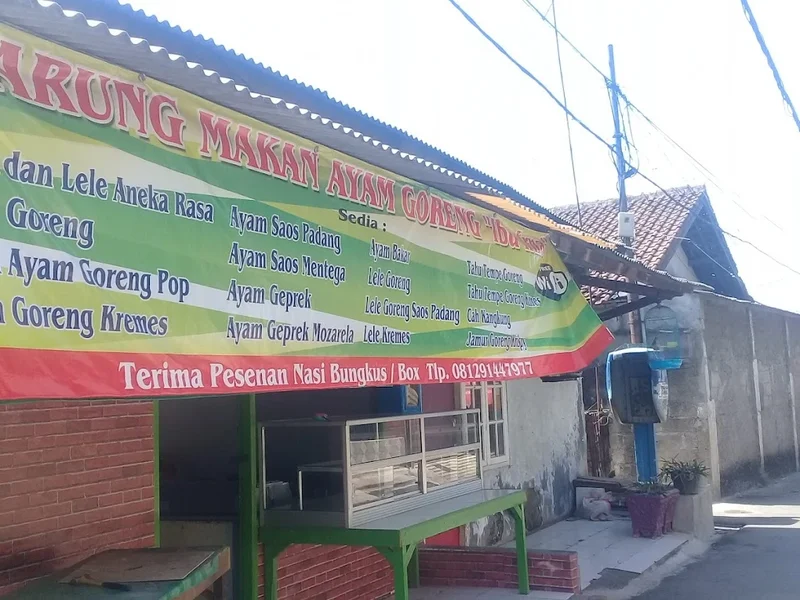 ARUNG MAKAN AYAM GORENG "Ibu
dan Lele Aneka Rasa
Goreng
Ayam Goreng Pop
Goreng Kremes
Sedia :
Ayam Saos Padang
Ayam Saos Mentega
Ayam Geprek
Ayam Geprek Mozarela
Ayam Bakar
Lele Goreng
Lele Goreng Saos Padang
Lele Kremes
Tahu Tempe Goreng
Tahu Tempe Goreng
Cah Kangkung
Jamur Goreng
Terima Pesenan Nasi Bungkus / Box Tlp. 081291447977